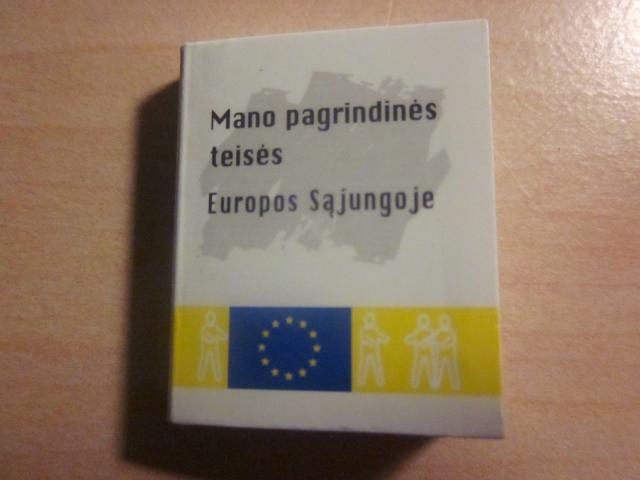 Mano pagrindinės
teisės
Europos Sąjungoje